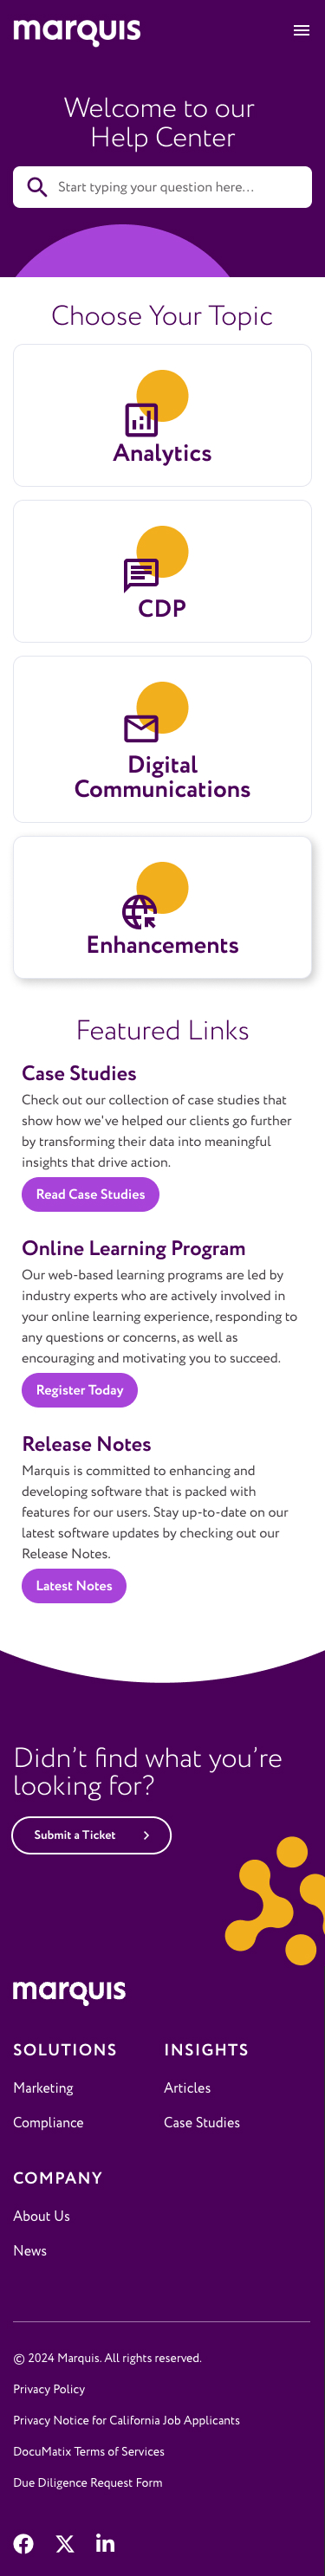 marquis
Welcome to our
Help Center
Start typing your question here...
Choose Your Topic
Analytics
CDP
Digital
Communications
Enhancements
Featured Links
Case Studies
Check out our collection of case studies that
show how we've helped our clients go further
by transforming their data into meaningful
insights that drive action.
Read Case Studies
Online Learning Program
Our web-based learning programs are led by
industry experts who are actively involved in
your online learning experience, responding to
any questions or concerns, as well as
encouraging and motivating you to succeed.
Register Today
Release Notes
Marquis is committed to enhancing and
developing software that is packed with
features for our users. Stay up-to-date on our
latest software updates by checking out our
Release Notes.
Latest Notes
Didn't find what you're
looking for?
Submit a Ticket
marquis
SOLUTIONS
Marketing
Compliance
INSIGHTS
Articles
Case Studies
COMPANY
About Us
News
© 2024 Marquis. All rights reserved.
Privacy Policy
Privacy Notice for California Job Applicants
DocuMatix Terms of Services
Due Diligence Request Form